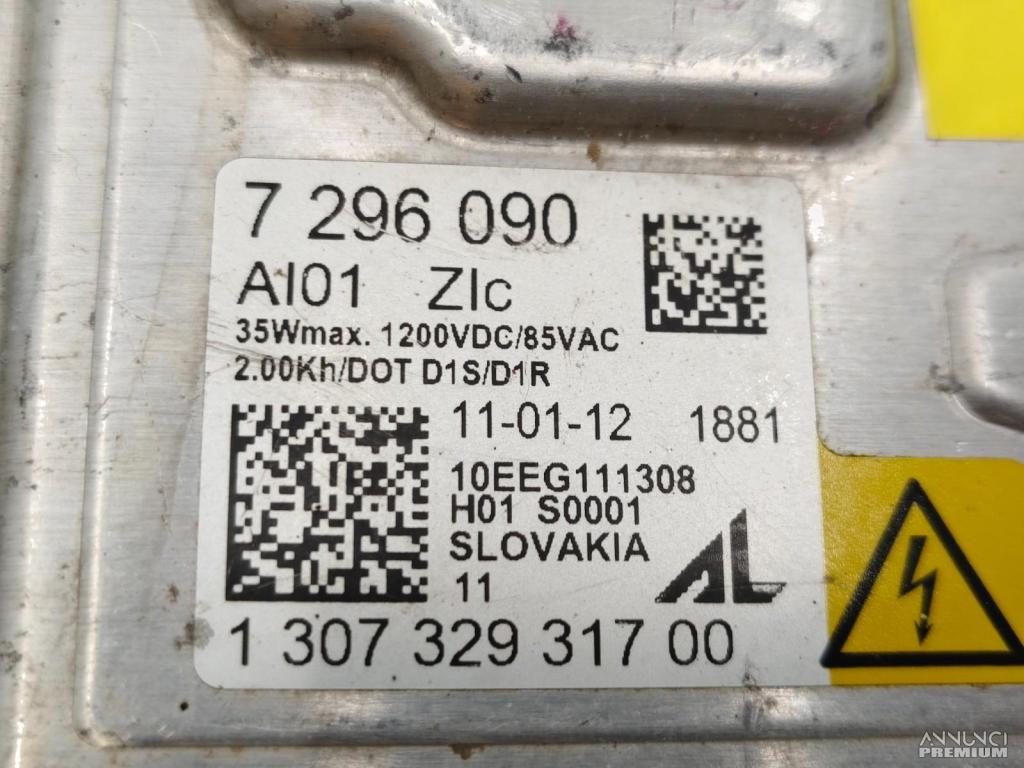 7 296 090
AI01 ZIc
35Wmax. 1200VDC/85VAC
2.00Kh/DOT D1S/D1R
11-01-12 1881
10EEG111308
H01 S0001
SLOVAKIA
11
AL
1 307 329 317 00
ANNUNCI
PREMIUM